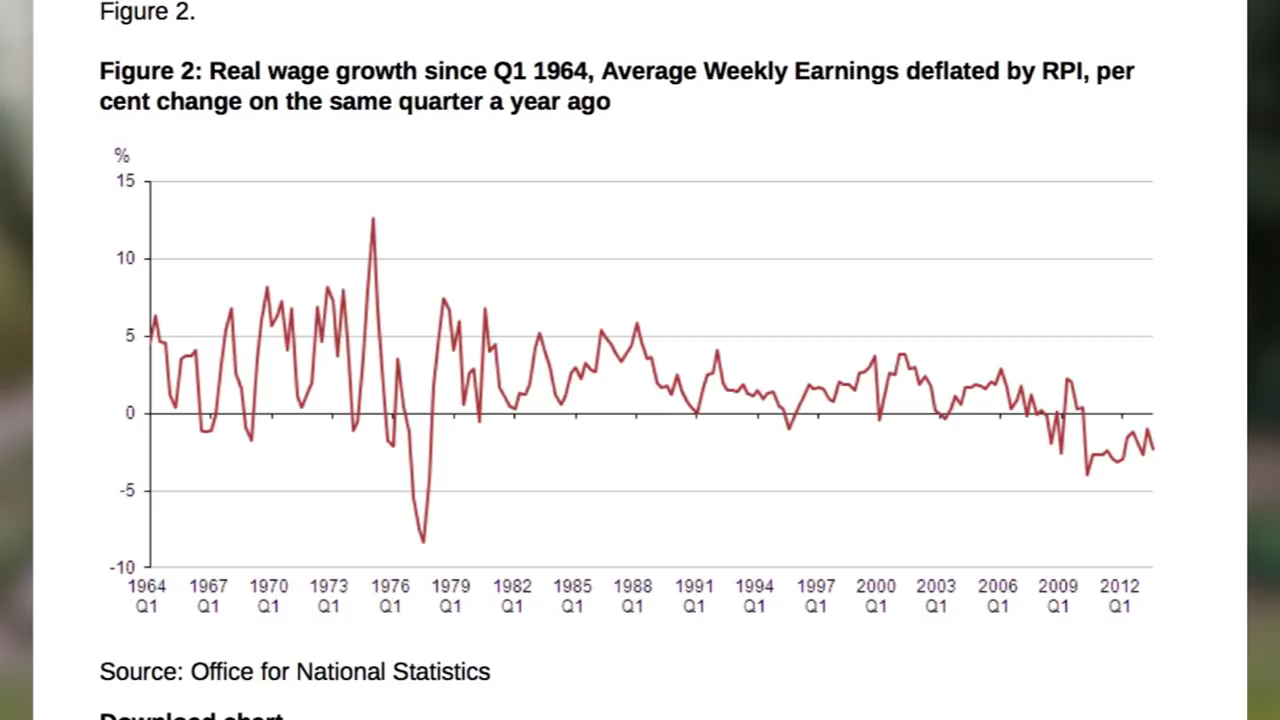 Figure 2.
Figure 2: Real wage growth since Q1 1964, Average Weekly Earnings deflated by RPI, per
cent change on the same quarter a year ago
%
15
10
5
0
-5
-10
1964 1967 1970 1973 1976 1979 1982 1985 1988 1991 1994 1997 2000 2003 2006 2009 2012
Q1 Q1 Q1 Q1 Q1 Q1 Q1 Q1 Q1 Q1 Q1 Q1 Q1 Q1 Q1 Q1 Q1
Source: Office for National Statistics
Download chart